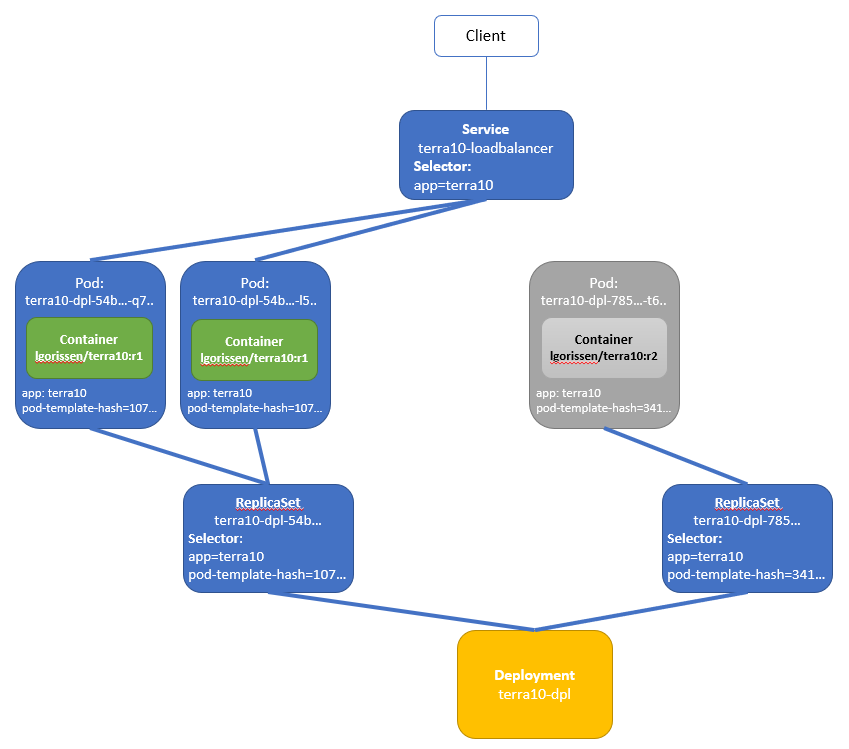 Client
Service
terra10-loadbalancer
Selector:
app=terra10
Pod:
terra10-dpl-54b...-q7..
Container
lgorissen/terra10:r1
app: terra10
pod-template-hash=107...
Pod:
terra10-dpl-54b...-l5..
Container
lgorissen/terra10:r1
app: terra10
pod-template-hash=107...
Pod:
terra10-dpl-785...-t6..
Container
lgorissen/terra10:r2
app: terra10
pod-template-hash=341...
ReplicaSet
terra10-dpl-54b...
Selector:
app=terra10
pod-template-hash=107...
ReplicaSet
terra10-dpl-785...
Selector:
app=terra10
pod-template-hash=341...
Deployment
terra10-dpl